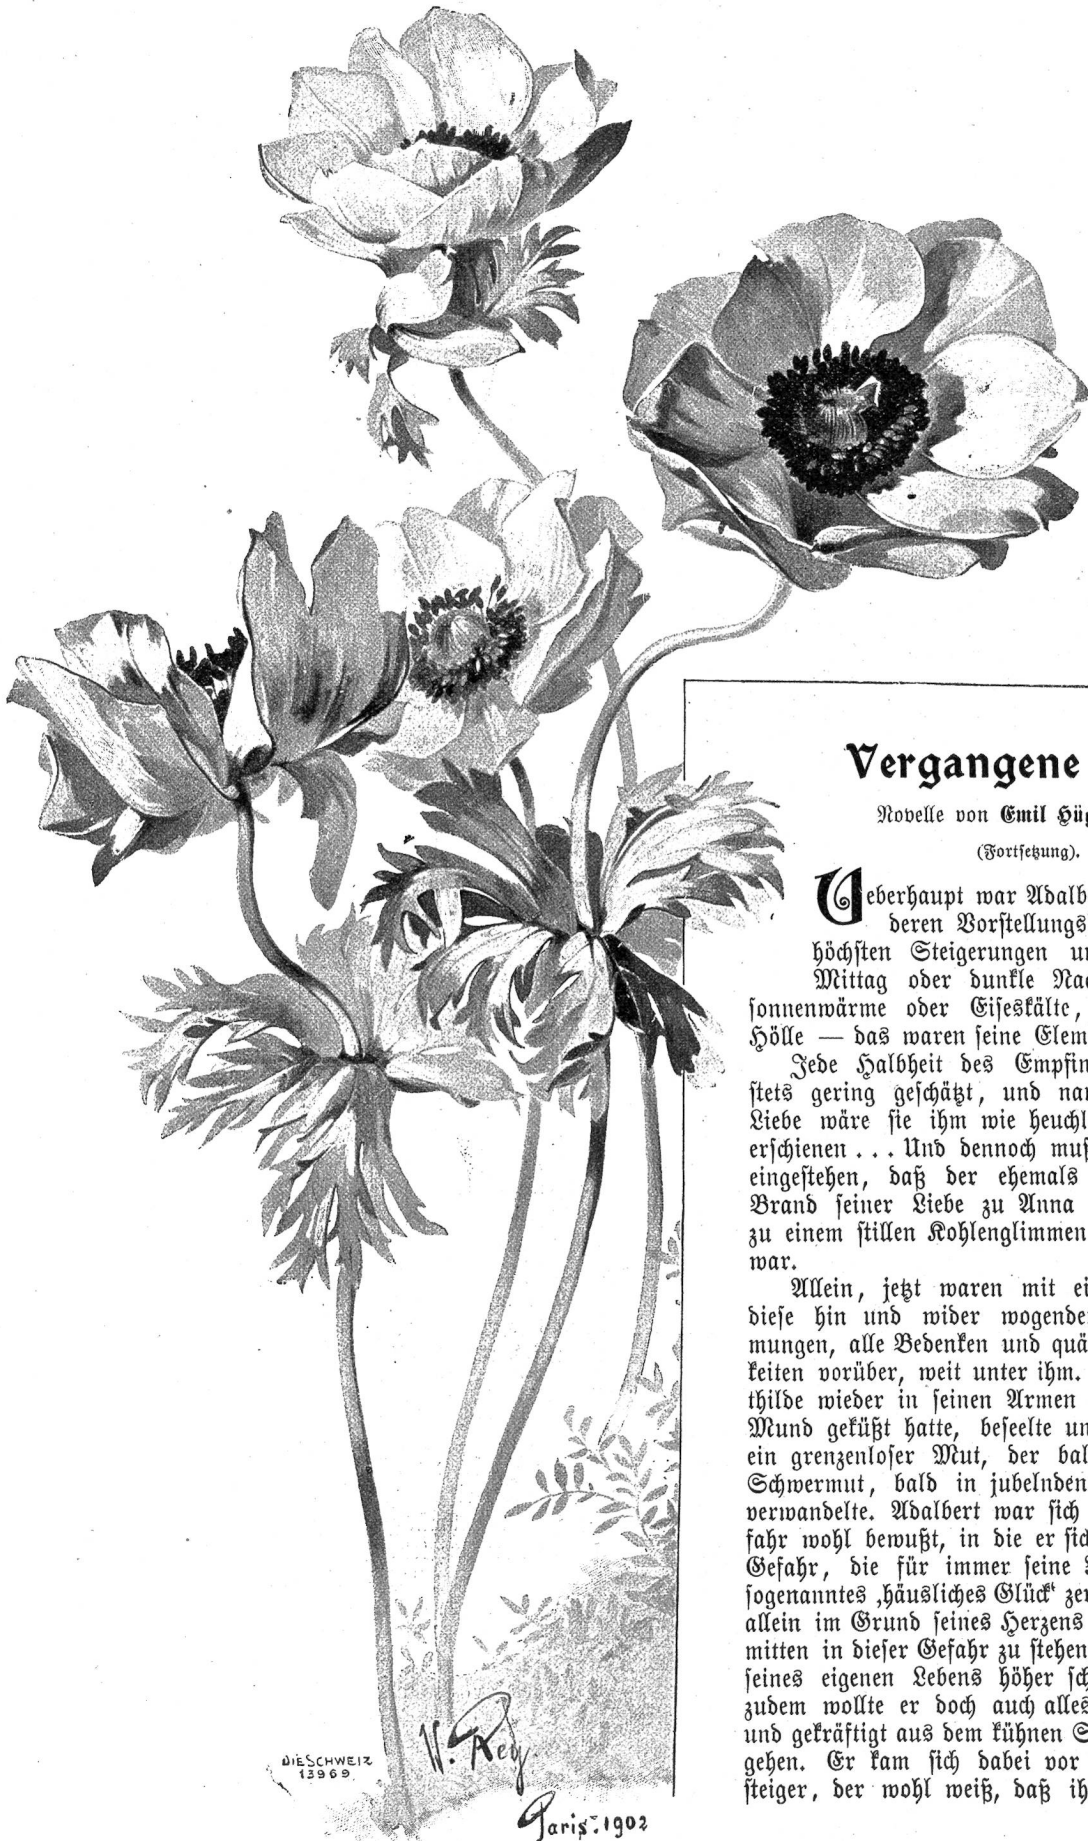 Vergangene
Novelle von Emil Hüg
(Fortsetzung).
Ueberhaupt war Adalb
deren Vorstellungs
höchsten Steigerungen un
Mittag oder dunkle Nac
sonnenwärme oder Eiseskälte,
Hölle — das waren seine Elem
Jede Halbheit des Empfin
stets gering geschätzt, und nam
Liebe wäre sie ihm wie heuchl
erschienen ... Und dennoch muß
eingestehen, daß der ehemals
Brand seiner Liebe zu Anna
zu einem stillen Kohlenglimmen
war.
Allein, jetzt waren mit ei
diese hin und wider wogende
mungen, alle Bedenken und quä
keiten vorüber, weit unter ihm.
thilde wieder in seinen Armen
Mund geküßt hatte, beseelte un
ein grenzenloser Mut, der bal
Schwermut, bald in jubelnden
verwandelte. Adalbert war sich
fahr wohl bewußt, in die er sic
Gefahr, die für immer seine
sogenanntes ‚häusliches Glück‘ zer
allein im Grund seines Herzens
mitten in dieser Gefahr zu stehen
seines eigenen Lebens höher sch
zudem wollte er doch auch alles
und gekräftigt aus dem kühnen S
gehen. Er kam sich dabei vor
steiger, der wohl weiß, daß ih
DIE SCHWEIZ
13969
W. Rey
Paris. 1902